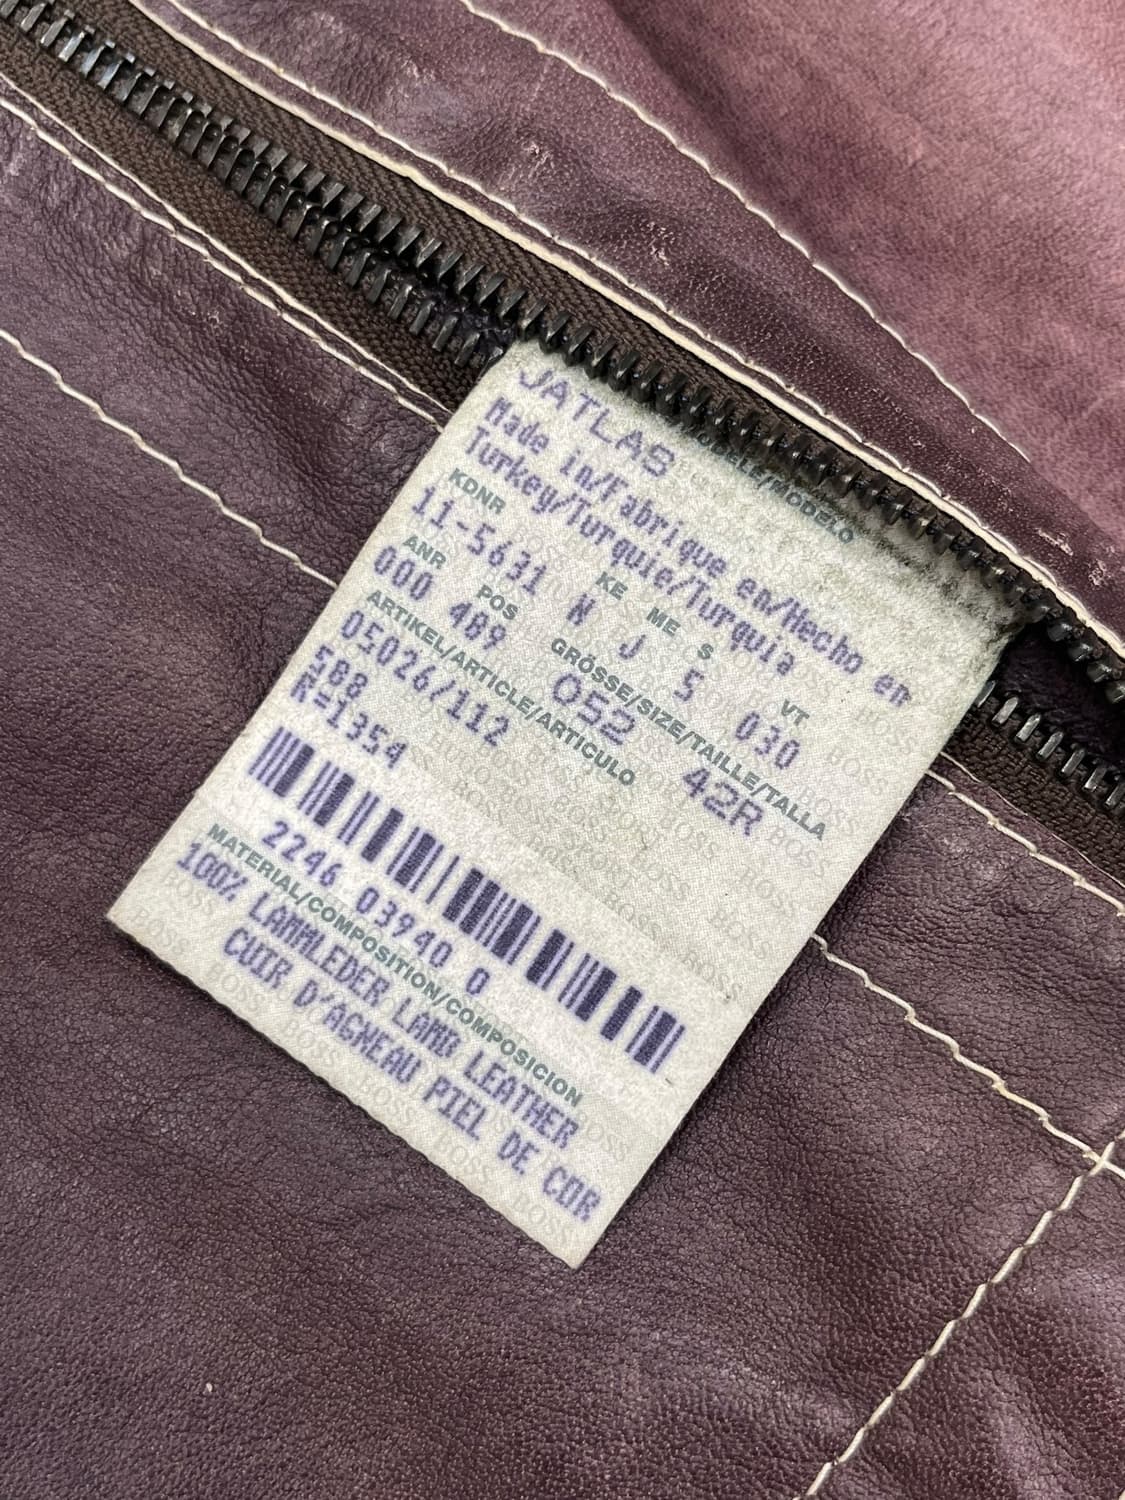 JATLAS MODELE/MODELO
Made in/Fabrique en/Hecho en
Turkey/Turquie/Turquia
KDNR KE ME S VT
11-5631 N J 5 030
ANR POS GRÖSSE/SIZE/TAILLE/TALLA
000 489 052 42R
ARTIKEL/ARTICLE/ARTICULO
05026/112
588
N=1354
2246 03940 0
MATERIAL/COMPOSITION/COMPOSICION
100% LAMMLEDER LAMB LEATHER
CUIR D'AGNEAU PIEL DE COR